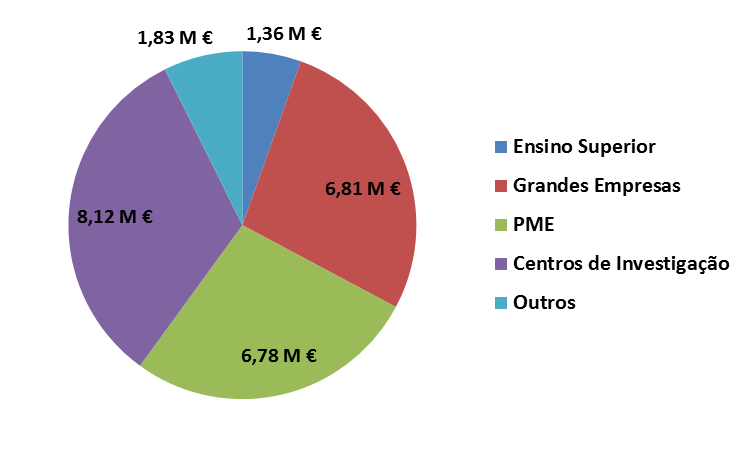 1,83 M €
1,36 M €
6,81 M €
8,12 M €
6,78 M €
Ensino Superior
Grandes Empresas
PME
Centros de Investigação
Outros